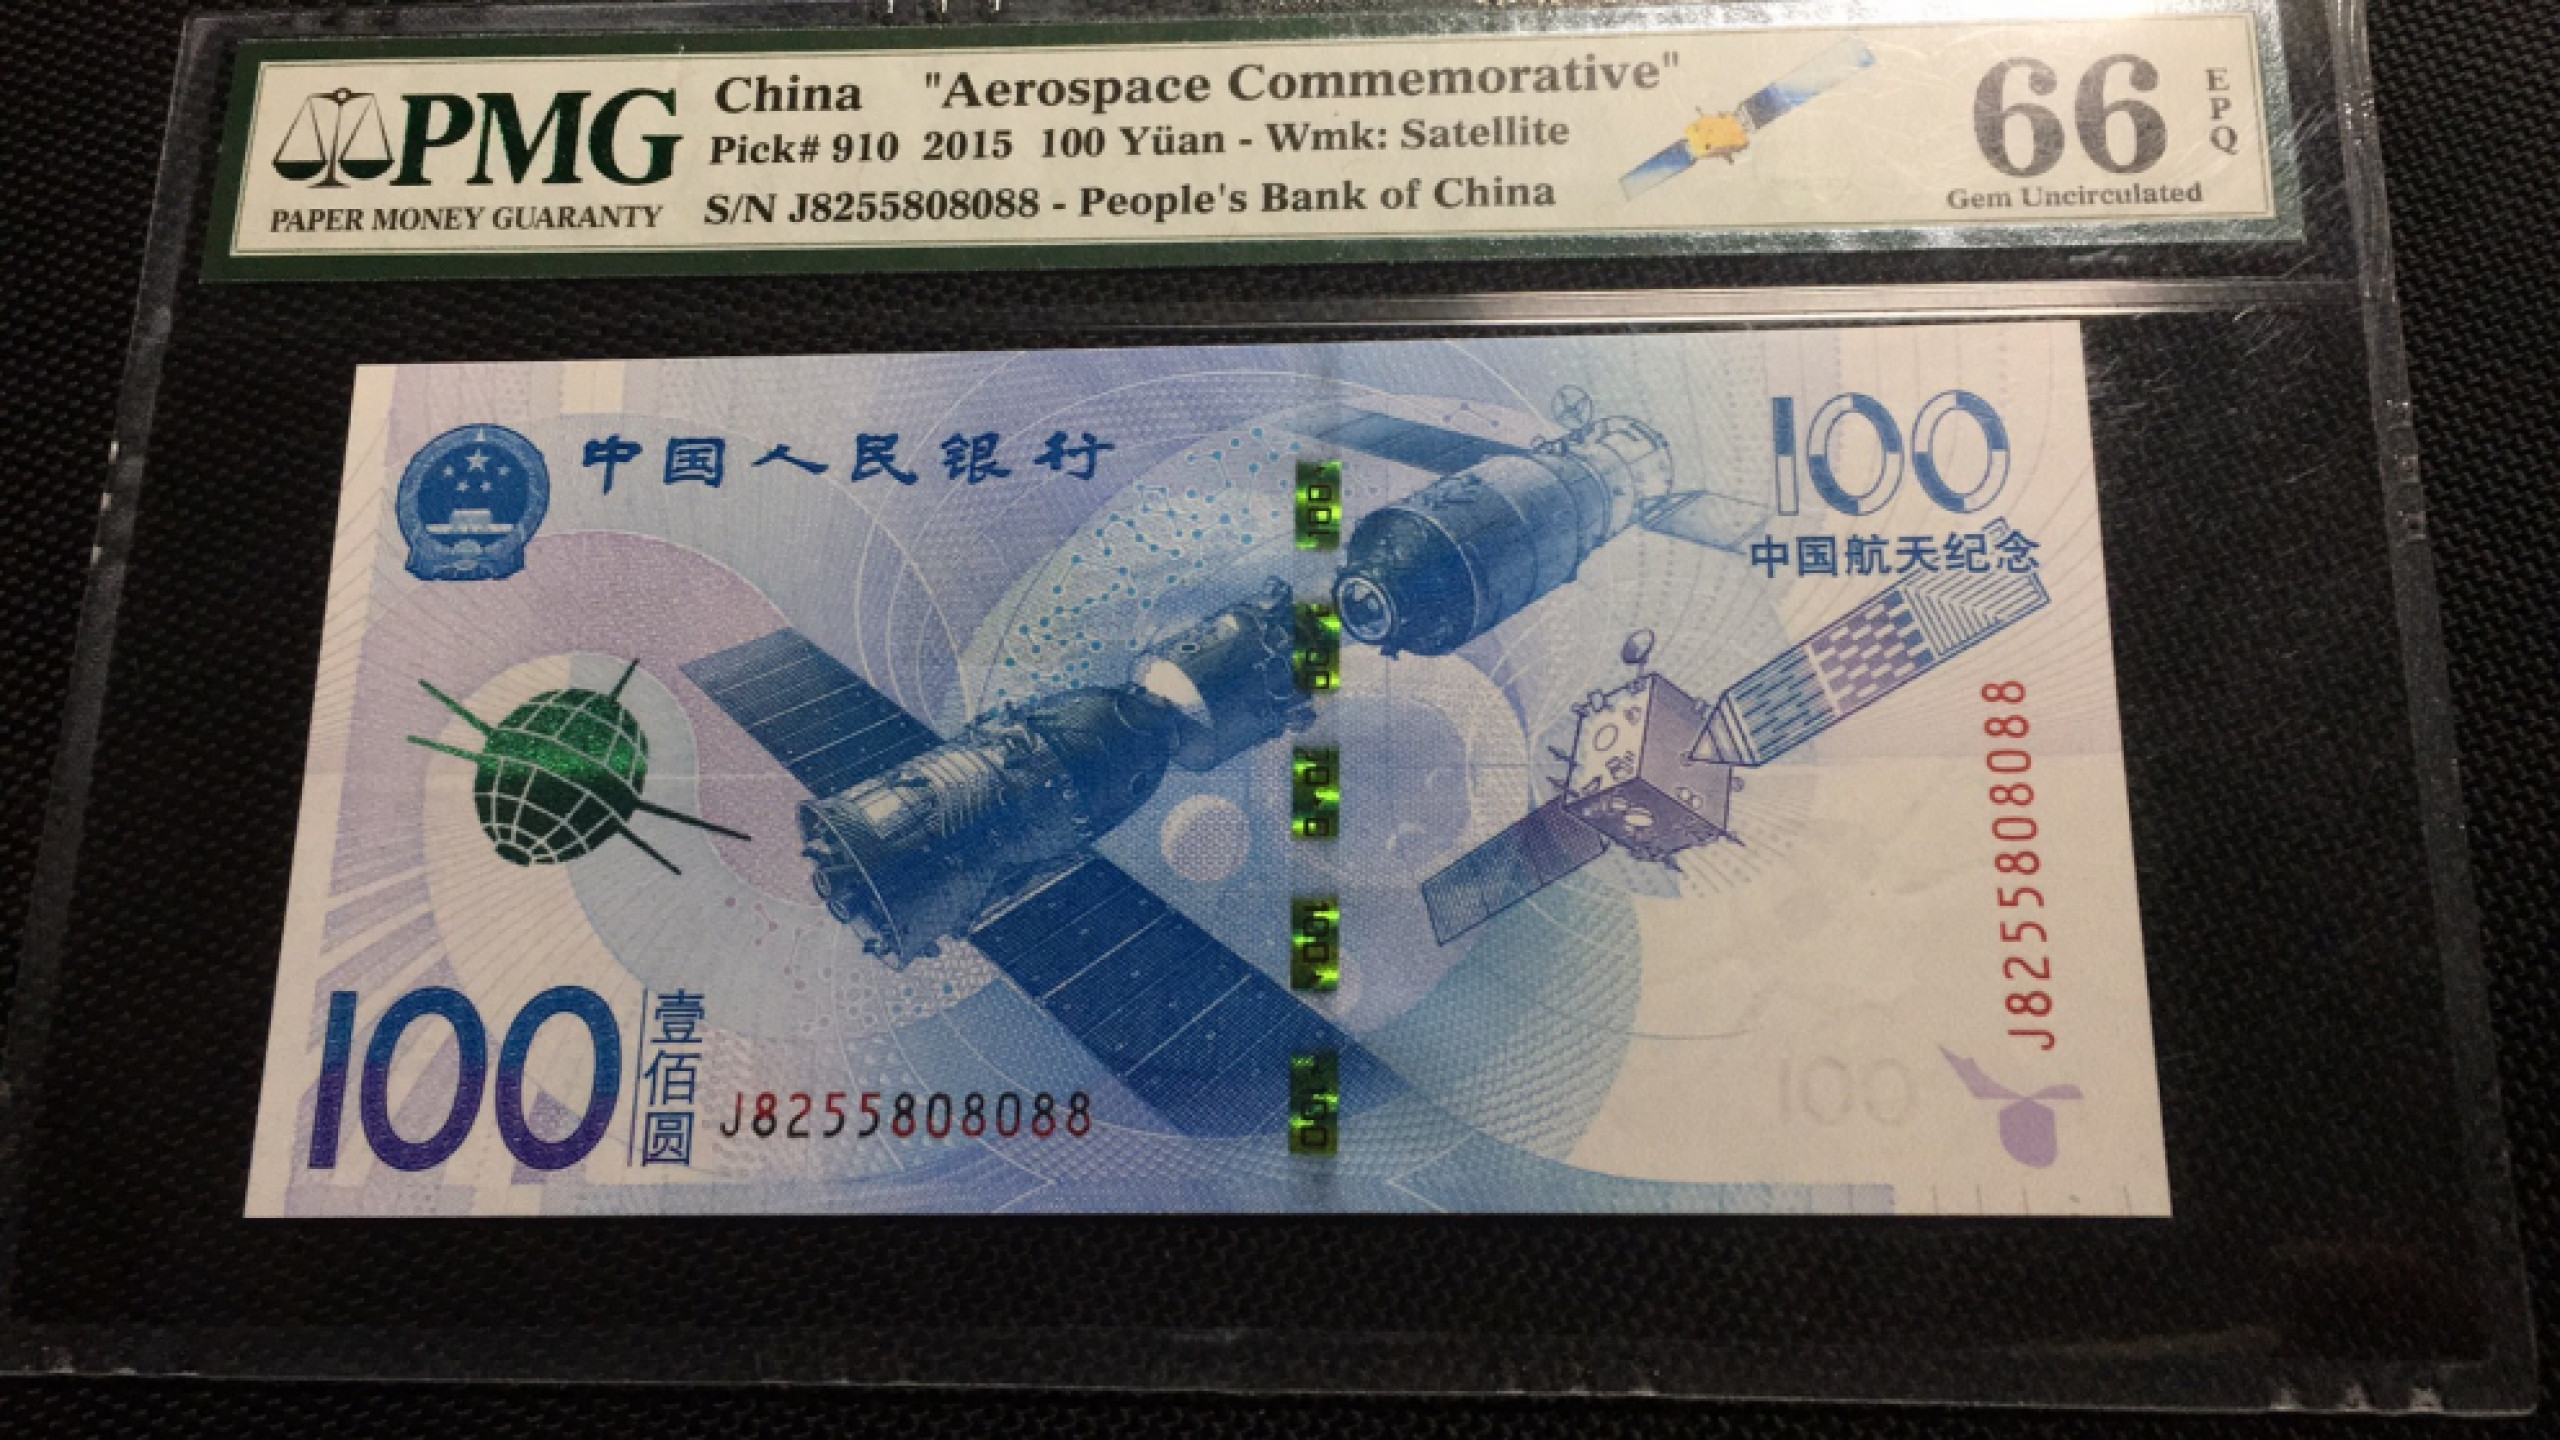 PMG
PAPER MONEY GUARANTY
China "Aerospace Commemorative"
Pick# 910 2015 100 Yüan - Wmk: Satellite
S/N J8255808088 - People's Bank of China
66
EPQ
Gem Uncirculated
中国人民银行
100
中国航天纪念
J8255808088
100
壹佰圆
J8255808088